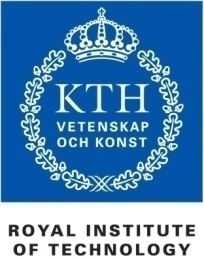 KTH
VETENSKAP
OCH KONST
ROYAL INSTITUTE
OF TECHNOLOGY